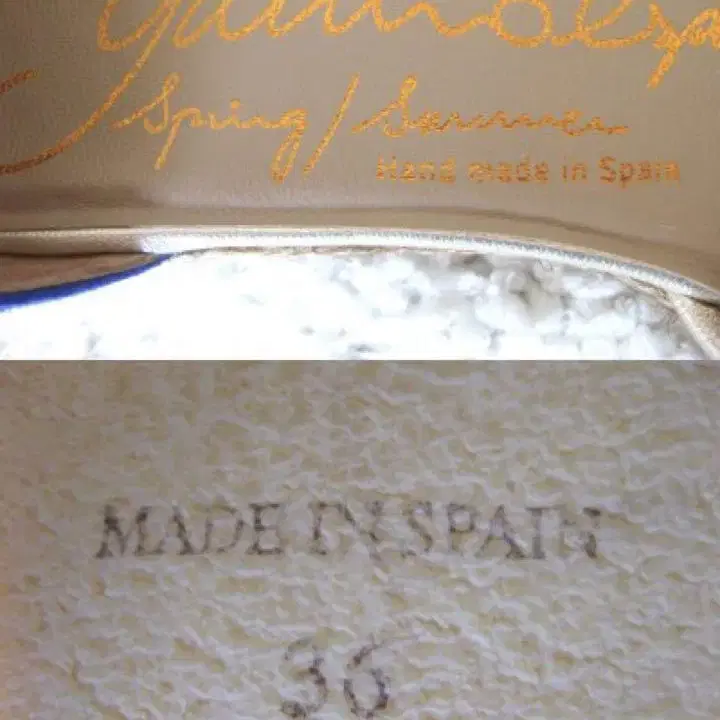 Spring/Summer
Hand made in Spain
MADE IN SPAIN
36